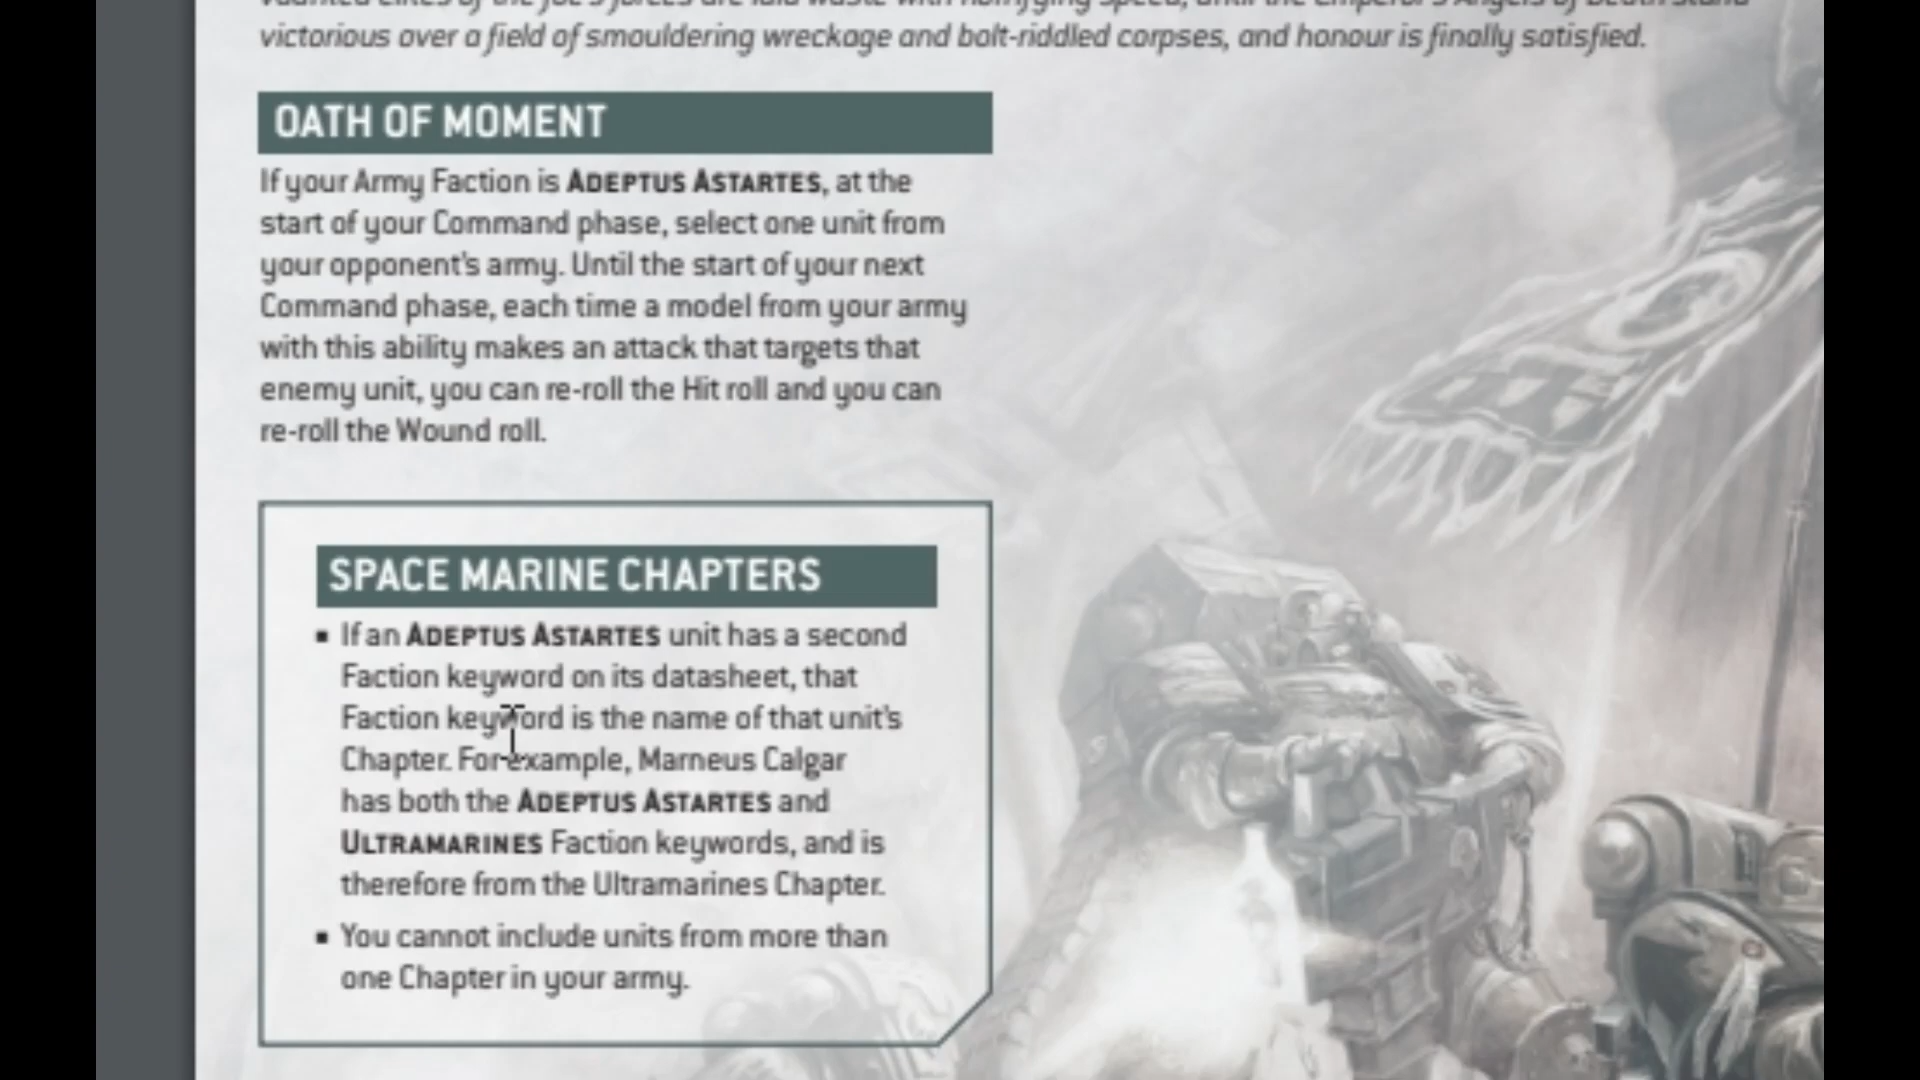 victorious over a field of smouldering wreckage and bolt-riddled corpses, and honour is finally satisfied.
OATH OF MOMENT
If your Army Faction is ADEPTUS ASTARTES, at the
start of your Command phase, select one unit from
your opponent's army. Until the start of your next
Command phase, each time a model from your army
with this ability makes an attack that targets that
enemy unit, you can re-roll the Hit roll and you can
re-roll the Wound roll.
SPACE MARINE CHAPTERS
▪ If an ADEPTUS ASTARTES unit has a second
Faction keyword on its datasheet, that
Faction keyword is the name of that unit's
Chapter. For example, Marneus Calgar
has both the ADEPTUS ASTARTES and
ULTRAMARINES Faction keywords, and is
therefore from the Ultramarines Chapter.
▪ You cannot include units from more than
one Chapter in your army.